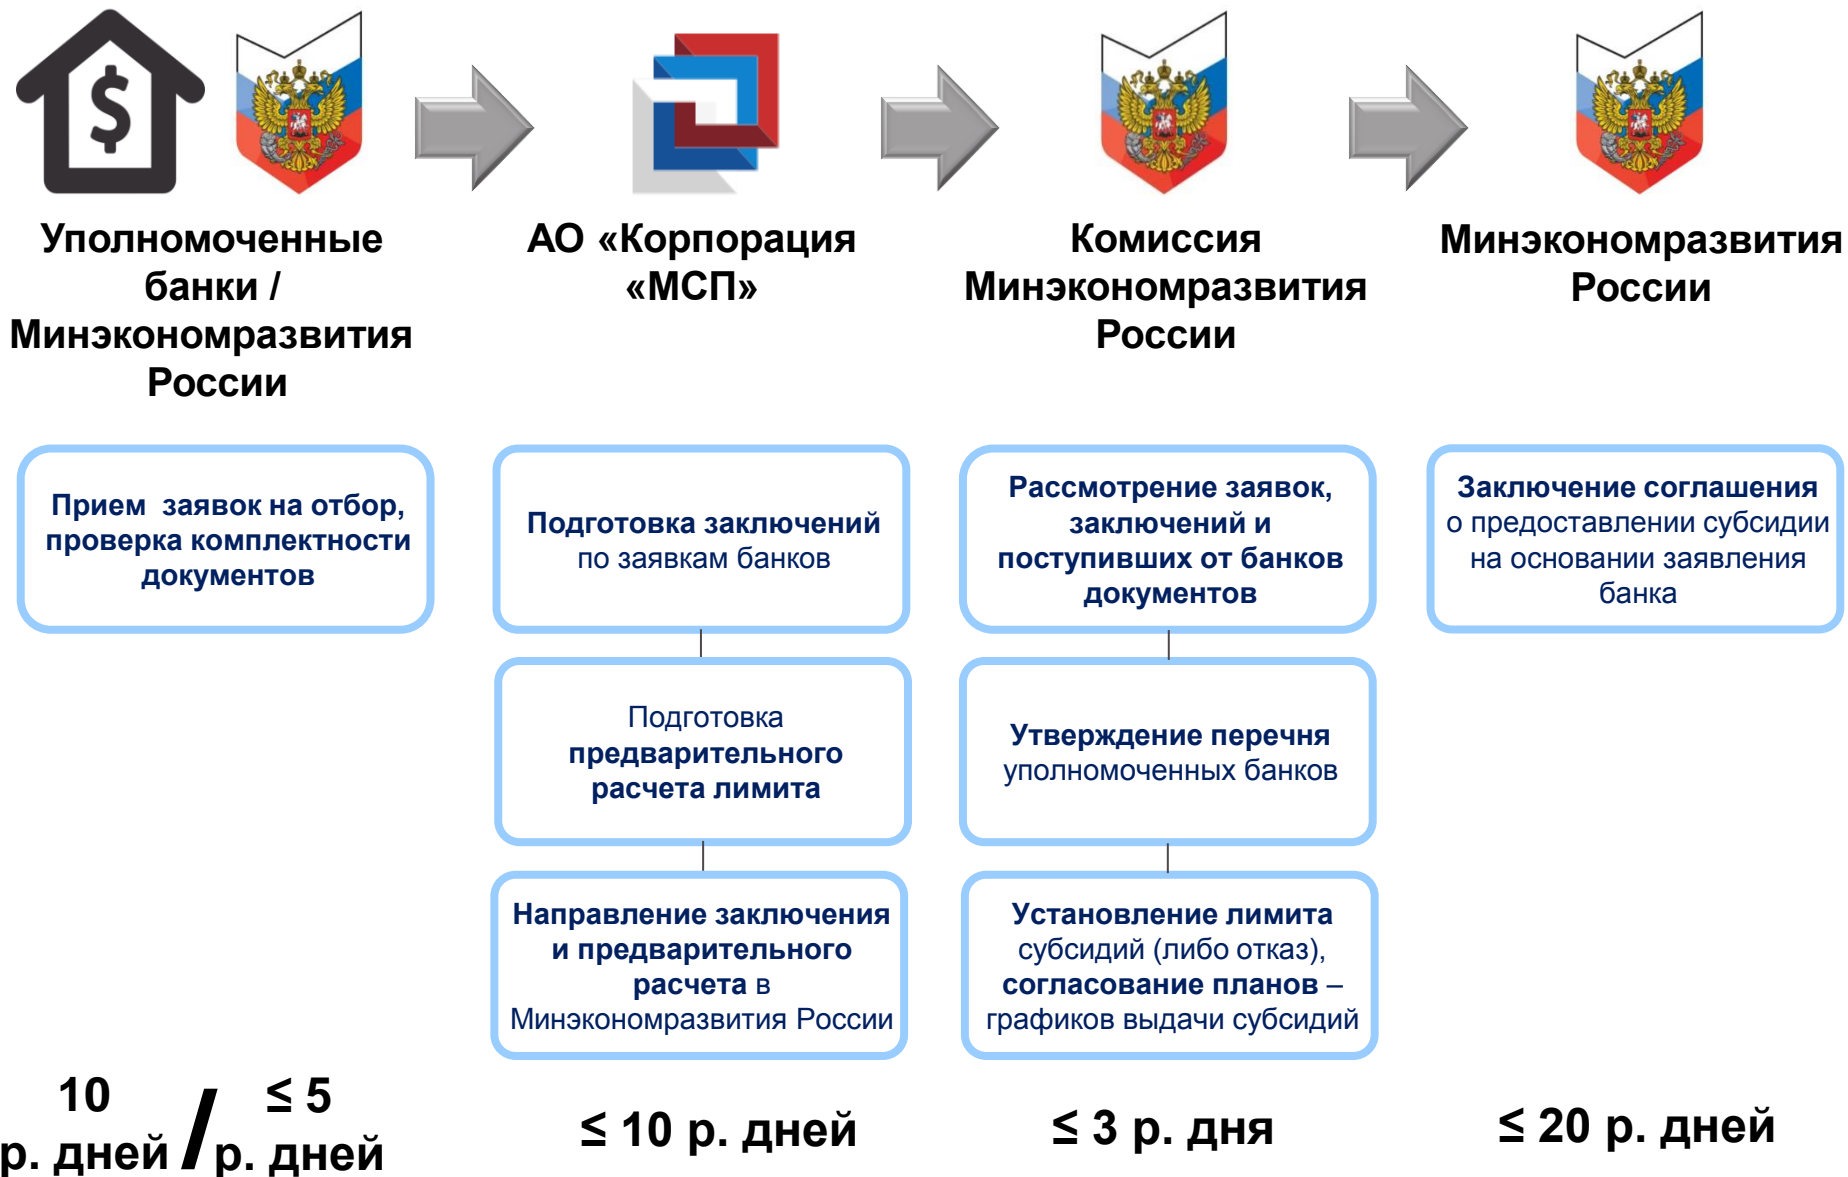 $
Уполномоченные
банки /
Минэкономразвития
России
АО «Корпорация
«МСП»
Комиссия
Минэкономразвития
России
Минэкономразвития
России
Прием заявок на отбор,
проверка комплектности
документов
Подготовка заключений
по заявкам банков
Подготовка
предварительного
расчета лимита
Направление заключения
и предварительного
расчета в
Минэкономразвития России
Рассмотрение заявок,
заключений и
поступивших от банков
документов
Утверждение перечня
уполномоченных банков
Установление лимита
субсидий (либо отказ),
согласование планов –
графиков выдачи субсидий
Заключение соглашения
о предоставлении субсидии
на основании заявления
банка
10
р. дней
/
≤ 5
р. дней
≤ 10 р. дней
≤ 3 р. дня
≤ 20 р. дней